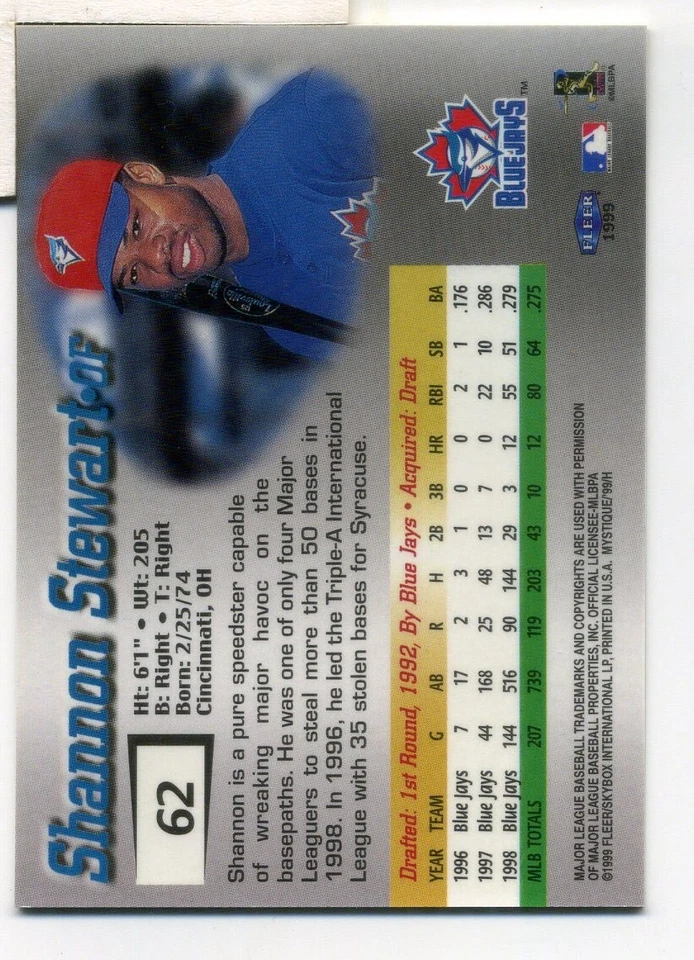 Shannon Stewart•OF
62
Ht: 6'1" • Wt: 205
B: Right • T: Right
Born: 2/25/74
Cincinnati, OH
Shannon is a pure speedster capable
of wreaking major havoc on the
basepaths. He was one of only four Major
Leaguers to steal more than 50 bases in
1998. In 1996, he led the Triple-A International
League with 35 stolen bases for Syracuse.
Drafted: 1st Round, 1992, By Blue Jays • Acquired: Draft
YEAR TEAM G AB R H 2B 3B HR RBI SB BA
1996 Blue Jays 7 17 2 3 1 0 0 2 1 .176
1997 Blue Jays 44 168 25 48 13 7 0 22 10 .286
1998 Blue Jays 144 516 90 144 29 3 12 55 51 .279
MLB TOTALS 207 739 119 203 43 10 12 80 64 .275
BLUE JAYS™
©MLBPA
FLEER
1999
MAJOR LEAGUE BASEBALL TRADEMARKS AND COPYRIGHTS ARE USED WITH PERMISSION
OF MAJOR LEAGUE BASEBALL PROPERTIES, INC. OFFICIAL LICENSEE-MLBPA
©1999 FLEER/SKYBOX INTERNATIONAL LP, PRINTED IN U.S.A. MYSTIQUE/99/H